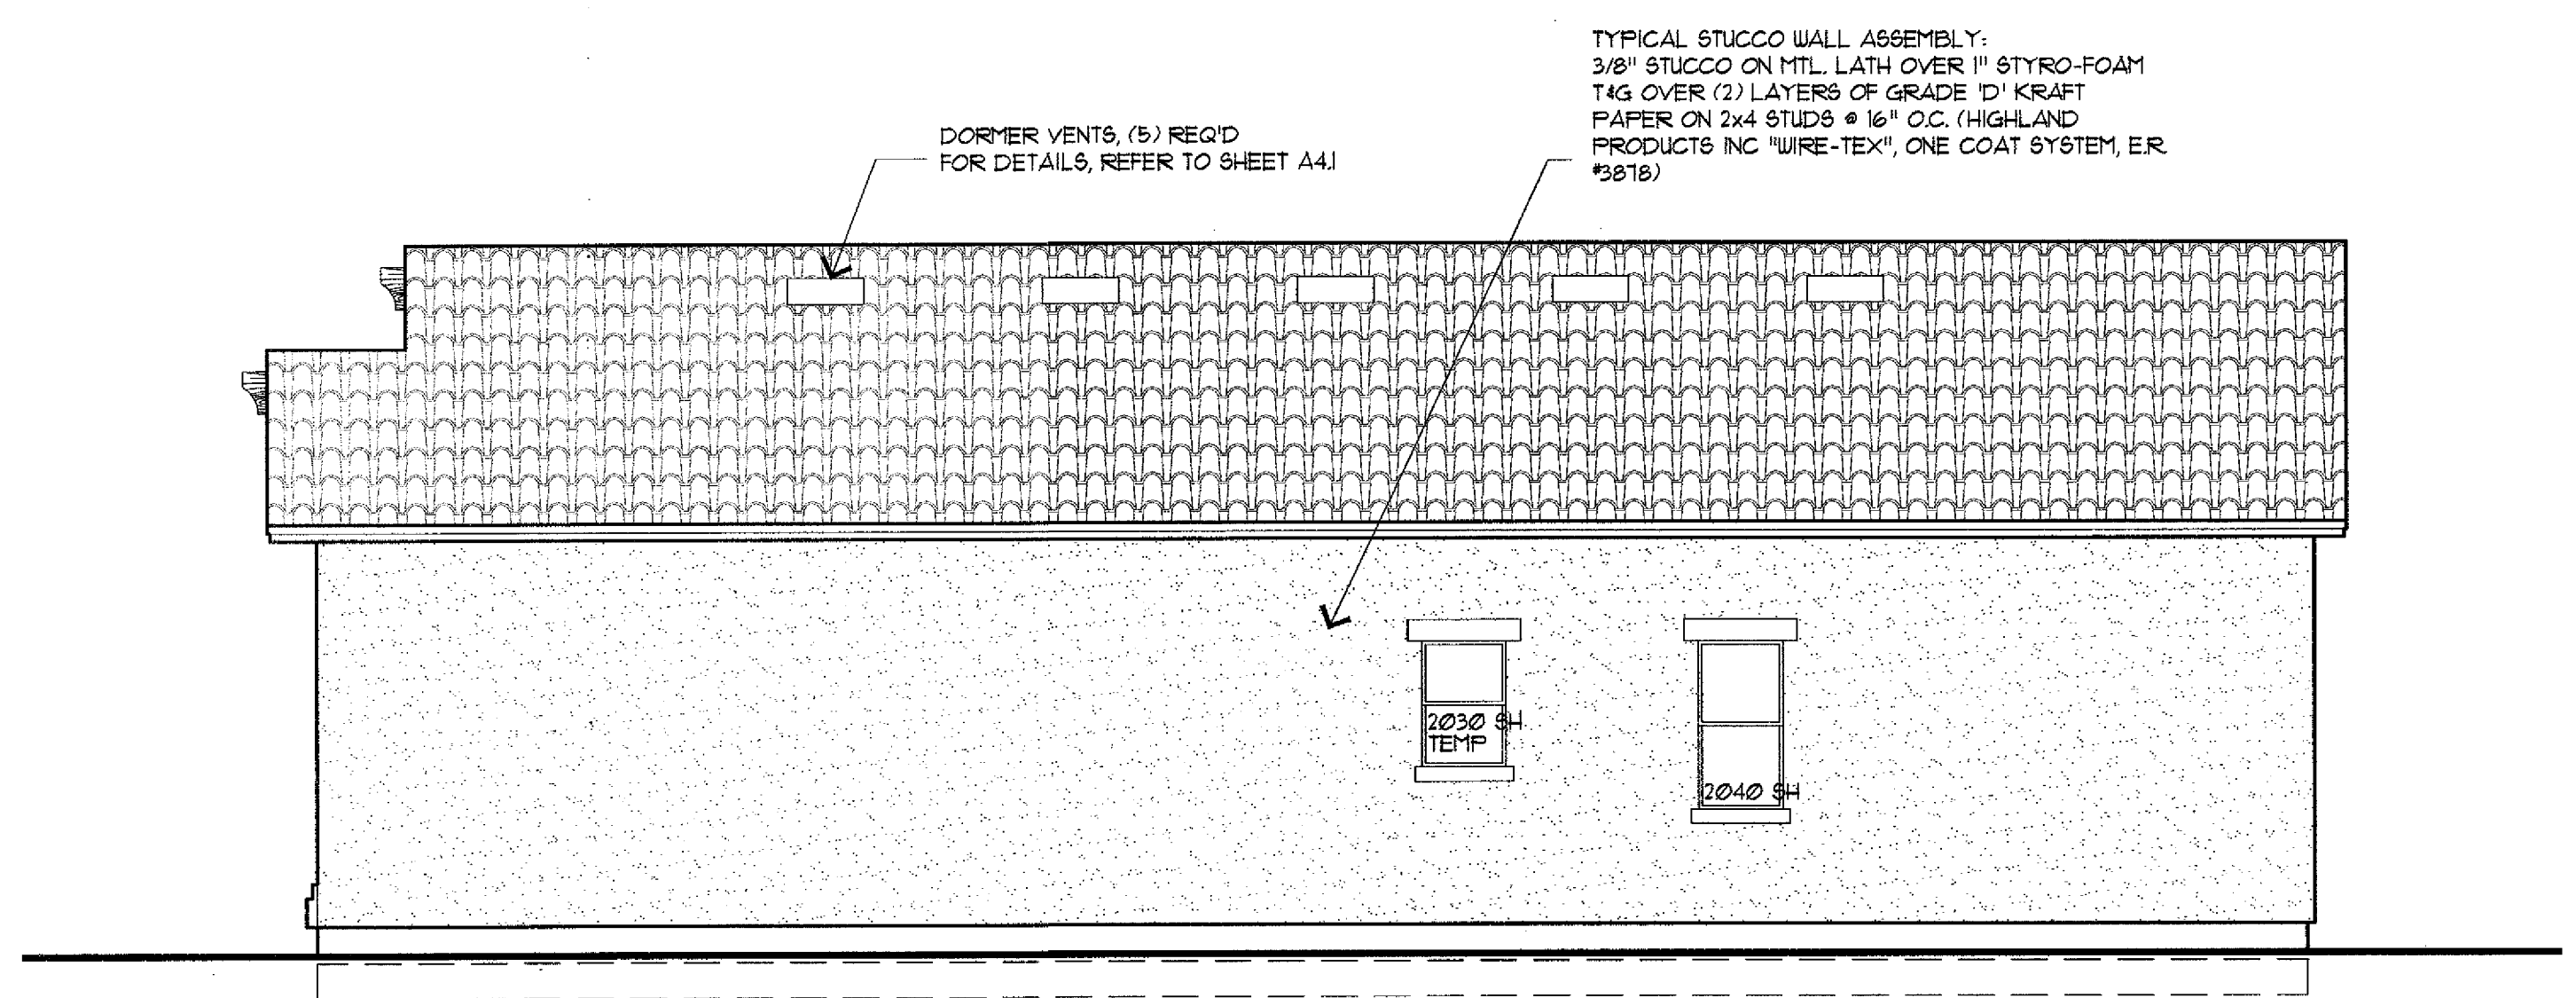 TYPICAL STUCCO WALL ASSEMBLY:
3/8" STUCCO ON MTL. LATH OVER 1" STYRO-FOAM
T&G OVER (2) LAYERS OF GRADE 'D' KRAFT
PAPER ON 2x4 STUDS @ 16" O.C. (HIGHLAND
PRODUCTS INC "WIRE-TEX", ONE COAT SYSTEM, E.R.
#3878)
DORMER VENTS, (5) REQ'D
FOR DETAILS, REFER TO SHEET A4.1
2030 SH
TEMP
2040 SH